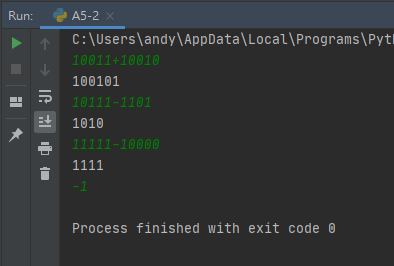 Run: A5-2
C:\Users\andy\AppData\Local\Programs\Pyt
10011+10010
100101
10111-1101
1010
11111-10000
1111
-1
Process finished with exit code 0